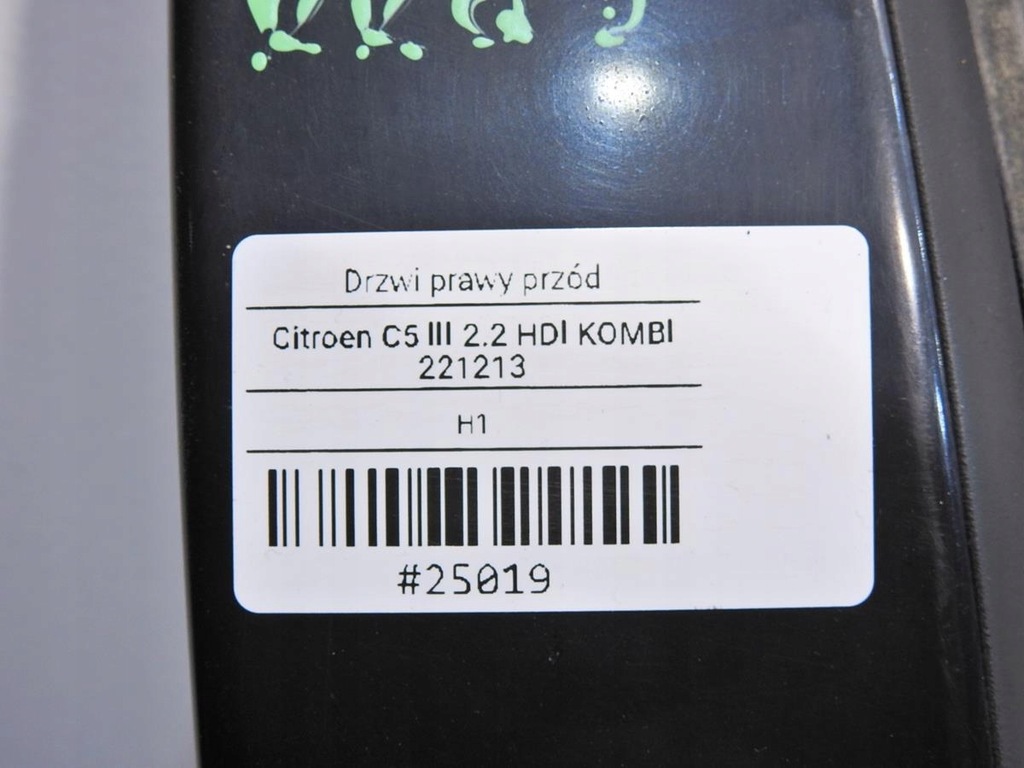 Drzwi prawy przód
Citroen C5 III 2.2 HDI KOMBI
221213
H1
#25019